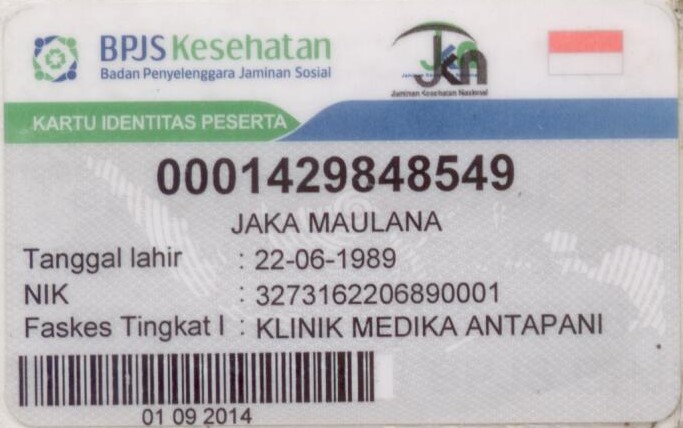 BPJS Kesehatan
Badan Penyelenggara Jaminan Sosial
jkn
Jaminan Kesehatan Nasional
KARTU IDENTITAS PESERTA
0001429848549
JAKA MAULANA
Tanggal lahir : 22-06-1989
NIK : 3273162206890001
Faskes Tingkat I : KLINIK MEDIKA ANTAPANI
01 09 2014